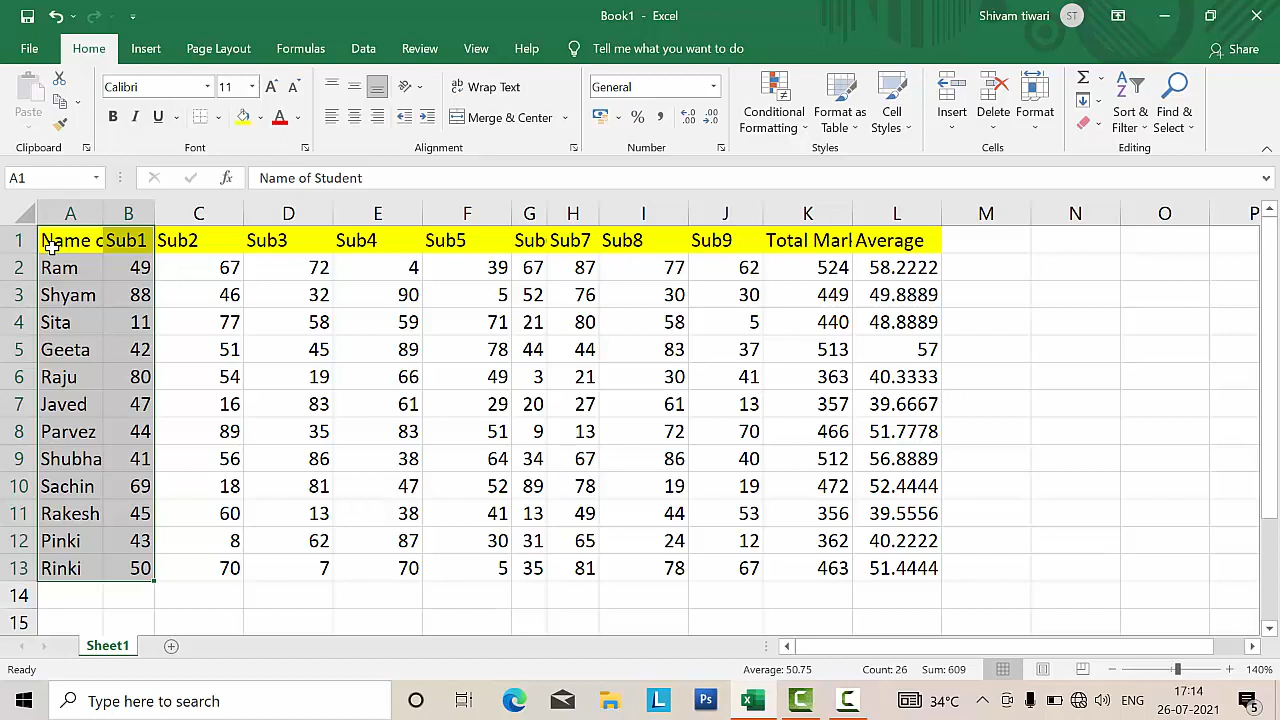 Book1 - Excel
Shivam tiwari ST
File Home Insert Page Layout Formulas Data Review View Help Tell me what you want to do Share
Paste
Clipboard
Calibri 11 A A
B I U A
Font
ab Wrap Text
Merge & Center
Alignment
General
% , .00
Number
Conditional Formatting
Format as Table
Cell Styles
Styles
Insert Delete Format
Cells
Sort & Filter
Find & Select
Editing
A1 fx Name of Student
A B C D E F G H I J K L M N O P
1 Name o Sub1 Sub2 Sub3 Sub4 Sub5 Sub Sub7 Sub8 Sub9 Total Marl Average
2 Ram 49 67 72 4 39 67 87 77 62 524 58.2222
3 Shyam 88 46 32 90 5 52 76 30 30 449 49.8889
4 Sita 11 77 58 59 71 21 80 58 5 440 48.8889
5 Geeta 42 51 45 89 78 44 44 83 37 513 57
6 Raju 80 54 19 66 49 3 21 30 41 363 40.3333
7 Javed 47 16 83 61 29 20 27 61 13 357 39.6667
8 Parvez 44 89 35 83 51 9 13 72 70 466 51.7778
9 Shubha 41 56 86 38 64 34 67 86 40 512 56.8889
10 Sachin 69 18 81 47 52 89 78 19 19 472 52.4444
11 Rakesh 45 60 13 38 41 13 49 44 53 356 39.5556
12 Pinki 43 8 62 87 30 31 65 24 12 362 40.2222
13 Rinki 50 70 7 70 5 35 81 78 67 463 51.4444
14
15
Sheet1
Ready Average: 50.75 Count: 26 Sum: 609 140%
Type here to search
L Ps 34°C ENG 17:14
26-07-2021 5